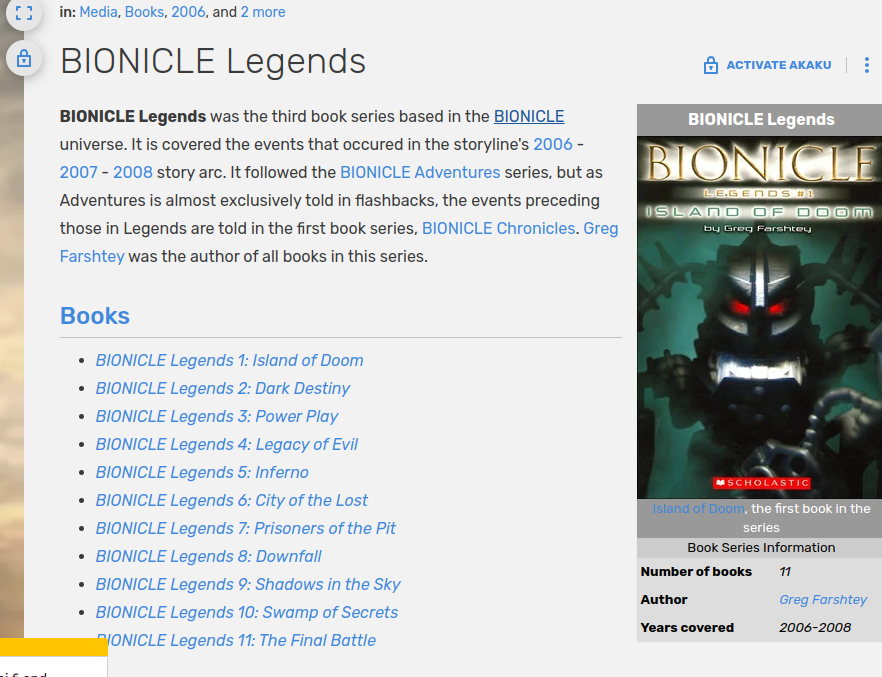 in: Media, Books, 2006, and 2 more
BIONICLE Legends
ACTIVATE AKAKU
BIONICLE Legends was the third book series based in the BIONICLE
universe. It is covered the events that occured in the storyline's 2006 -
2007 - 2008 story arc. It followed the BIONICLE Adventures series, but as
Adventures is almost exclusively told in flashbacks, the events preceding
those in Legends are told in the first book series, BIONICLE Chronicles. Greg
Farshtey was the author of all books in this series.
Books
BIONICLE Legends 1: Island of Doom
BIONICLE Legends 2: Dark Destiny
BIONICLE Legends 3: Power Play
BIONICLE Legends 4: Legacy of Evil
BIONICLE Legends 5: Inferno
BIONICLE Legends 6: City of the Lost
BIONICLE Legends 7: Prisoners of the Pit
BIONICLE Legends 8: Downfall
BIONICLE Legends 9: Shadows in the Sky
BIONICLE Legends 10: Swamp of Secrets
BIONICLE Legends 11: The Final Battle
BIONICLE Legends
BIONICLE
LEGENDS #1
ISLAND OF DOOM
by Greg Farshtey
SCHOLASTIC
Island of Doom, the first book in the
series
Book Series Information
Number of books 11
Author Greg Farshtey
Years covered 2006-2008